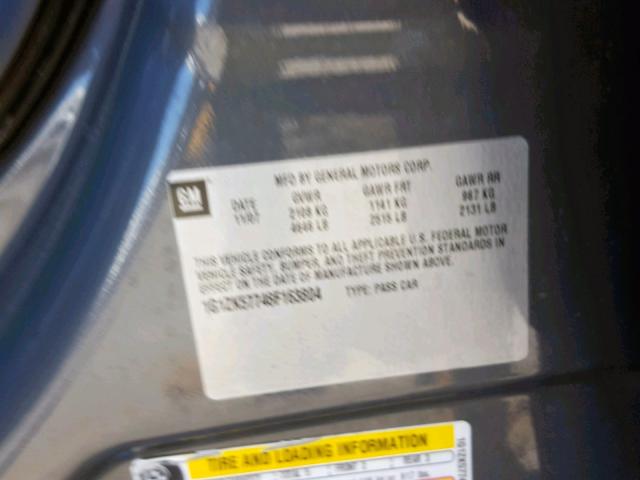 MFD BY GENERAL MOTORS CORP.
GM DATE GVWR GAWR FRT GAWR RR
11/07 2108 KG 1141 KG 967 KG
4648 LB 2516 LB 2131 LB
THIS VEHICLE CONFORMS TO ALL APPLICABLE U.S. FEDERAL MOTOR
VEHICLE SAFETY, BUMPER, AND THEFT PREVENTION STANDARDS IN
EFFECT ON THE DATE OF MANUFACTURE SHOWN ABOVE.
TYPE: PASS CAR
TIRE AND LOADING INFORMATION